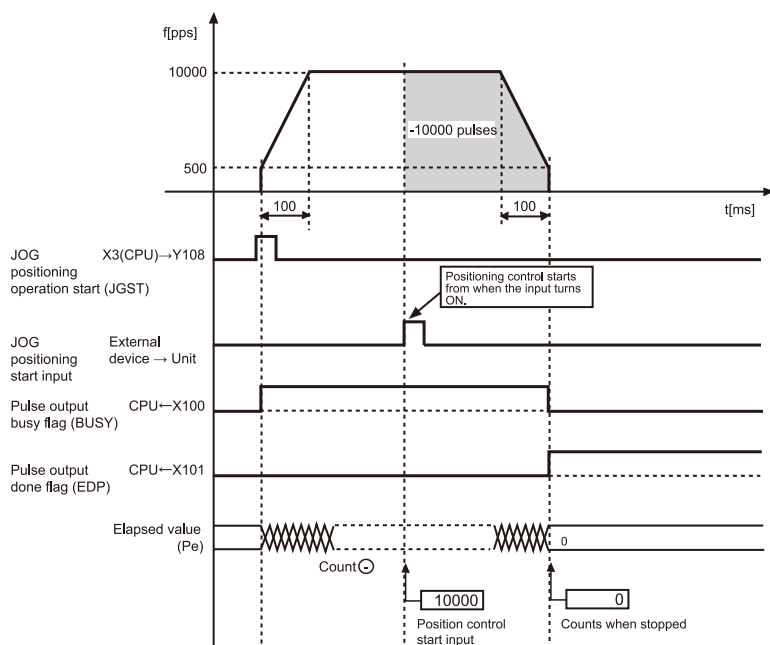 f[pps]
10000
-10000 pulses
500
t[ms]
100
100
JOG
positioning
operation start (JGST)
X3(CPU)→Y108
Positioning control starts
from when the input turns
ON.
JOG
positioning
start input
External
device → Unit
Pulse output
busy flag (BUSY)
CPU←X100
Pulse output
done flag (EDP)
CPU←X101
Elapsed value
(Pe)
0
Count ⊖
10000
0
Position control
start input
Counts when stopped